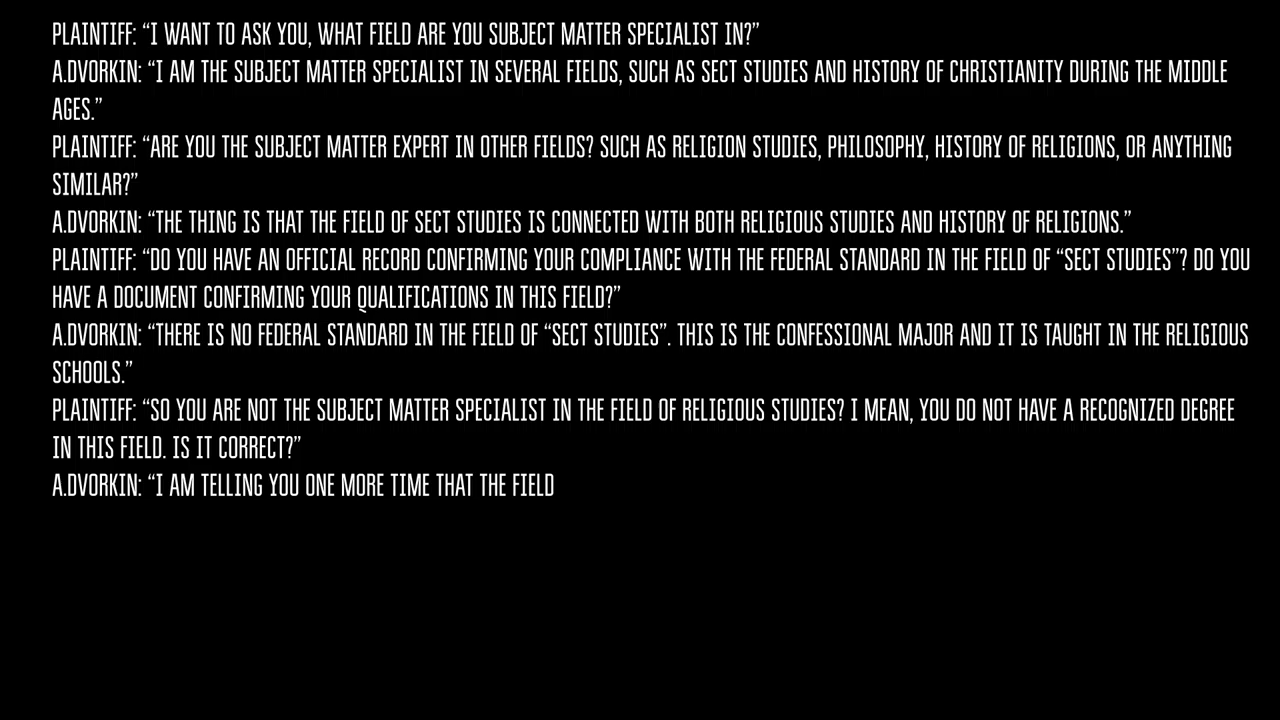 PLAINTIFF: “I WANT TO ASK YOU, WHAT FIELD ARE YOU SUBJECT MATTER SPECIALIST IN?”
A.DVORKIN: “I AM THE SUBJECT MATTER SPECIALIST IN SEVERAL FIELDS, SUCH AS SECT STUDIES AND HISTORY OF CHRISTIANITY DURING THE MIDDLE
AGES.”
PLAINTIFF: “ARE YOU THE SUBJECT MATTER EXPERT IN OTHER FIELDS? SUCH AS RELIGION STUDIES, PHILOSOPHY, HISTORY OF RELIGIONS, OR ANYTHING
SIMILAR?”
A.DVORKIN: “THE THING IS THAT THE FIELD OF SECT STUDIES IS CONNECTED WITH BOTH RELIGIOUS STUDIES AND HISTORY OF RELIGIONS.”
PLAINTIFF: “DO YOU HAVE AN OFFICIAL RECORD CONFIRMING YOUR COMPLIANCE WITH THE FEDERAL STANDARD IN THE FIELD OF “SECT STUDIES”? DO YOU
HAVE A DOCUMENT CONFIRMING YOUR QUALIFICATIONS IN THIS FIELD?”
A.DVORKIN: “THERE IS NO FEDERAL STANDARD IN THE FIELD OF “SECT STUDIES”. THIS IS THE CONFESSIONAL MAJOR AND IT IS TAUGHT IN THE RELIGIOUS
SCHOOLS.”
PLAINTIFF: “SO YOU ARE NOT THE SUBJECT MATTER SPECIALIST IN THE FIELD OF RELIGIOUS STUDIES? I MEAN, YOU DO NOT HAVE A RECOGNIZED DEGREE
IN THIS FIELD. IS IT CORRECT?”
A.DVORKIN: “I AM TELLING YOU ONE MORE TIME THAT THE FIELD